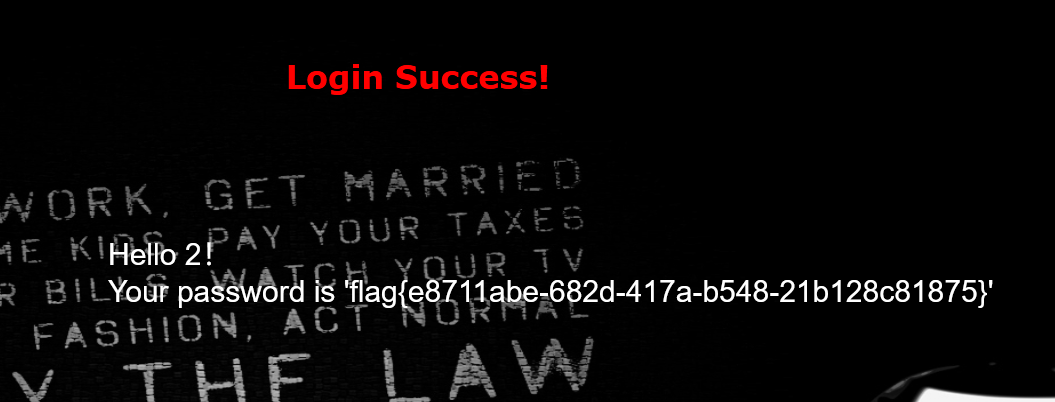 Login Success!
WORK, GET MARRIED
ME KIDS, PAY YOUR TAXES
Hello 2!
R BILLS, WATCH YOUR TV
Your password is 'flag{e8711abe-682d-417a-b548-21b128c81875}'
FASHION, ACT NORMAL
Y THE LAW